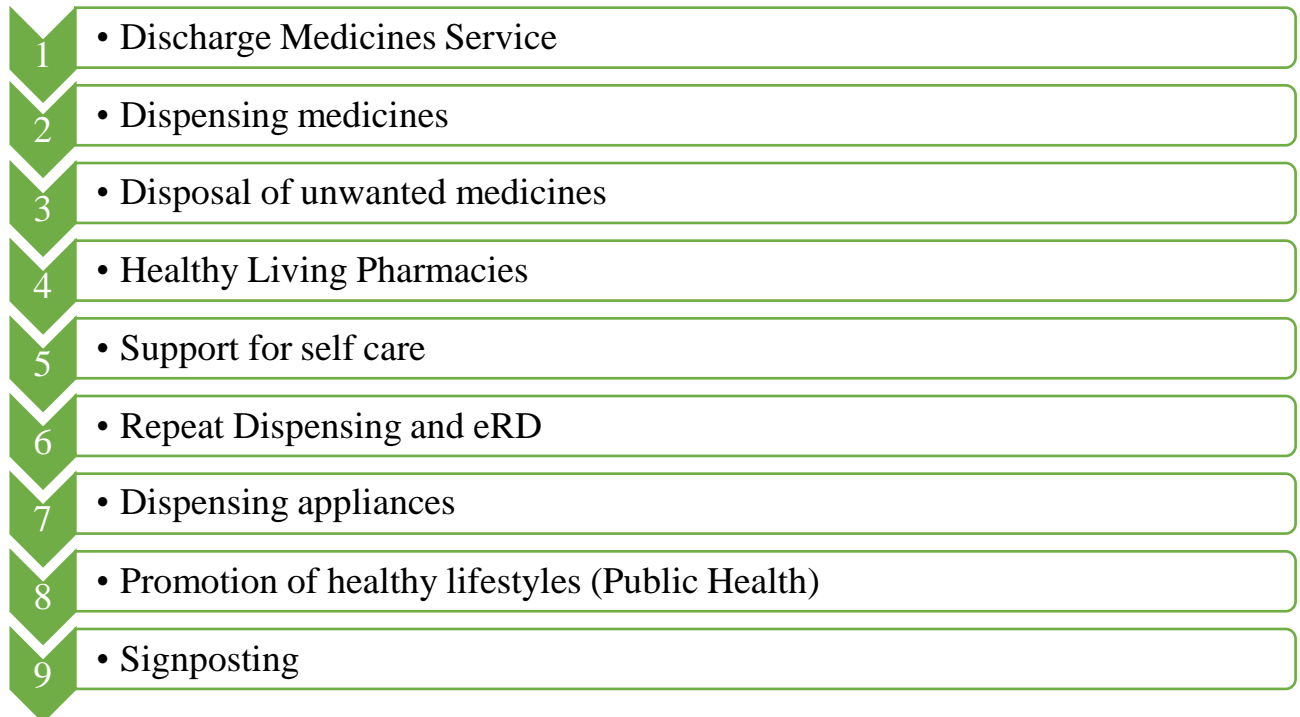 1 • Discharge Medicines Service
2 • Dispensing medicines
3 • Disposal of unwanted medicines
4 • Healthy Living Pharmacies
5 • Support for self care
6 • Repeat Dispensing and eRD
7 • Dispensing appliances
8 • Promotion of healthy lifestyles (Public Health)
9 • Signposting